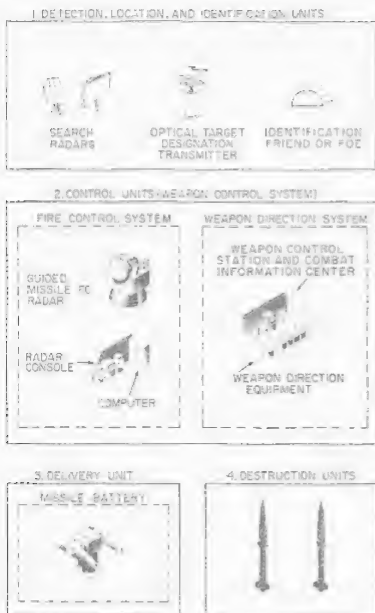 1. DETECTION, LOCATION, AND IDENTIFICATION UNITS
SEARCH
RADARS
OPTICAL TARGET
DESIGNATION
TRANSMITTER
IDENTIFICATION
FRIEND OR FOE
2. CONTROL UNITS (WEAPON CONTROL SYSTEM)
FIRE CONTROL SYSTEM
GUIDED
MISSILE FC
RADAR
RADAR
CONSOLE
COMPUTER
WEAPON DIRECTION SYSTEM
WEAPON CONTROL
STATION AND COMBAT
INFORMATION CENTER
WEAPON DIRECTION
EQUIPMENT
3. DELIVERY UNIT
MISSILE BATTERY
4. DESTRUCTION UNITS